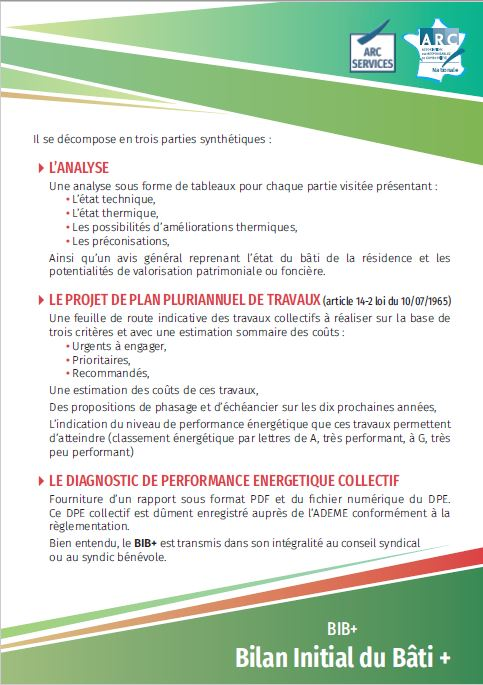 ARC
SERVICES
ARC
Nationale
Il se décompose en trois parties synthétiques :
L'ANALYSE
Une analyse sous forme de tableaux pour chaque partie visitée présentant :
• L'état technique,
• L'état thermique,
• Les possibilités d'améliorations thermiques,
• Les préconisations,
Ainsi qu'un avis général reprenant l'état du bâti de la résidence et les
potentialités de valorisation patrimoniale ou foncière.
LE PROJET DE PLAN PLURIANNUEL DE TRAVAUX (article 14-2 loi du 10/07/1965)
Une feuille de route indicative des travaux collectifs à réaliser sur la base de
trois critères et avec une estimation sommaire des coûts :
• Urgents à engager,
• Prioritaires,
• Recommandés,
Une estimation des coûts de ces travaux,
Des propositions de phasage et d'échéancier sur les dix prochaines années,
L'indication du niveau de performance énergétique que ces travaux permettent
d'atteindre (classement énergétique par lettres de A, très performant, à G, très
peu performant)
LE DIAGNOSTIC DE PERFORMANCE ENERGETIQUE COLLECTIF
Fourniture d'un rapport sous format PDF et du fichier numérique du DPE.
Ce DPE collectif est dûment enregistré auprès de l'ADEME conformément à la
règlementation.
Bien entendu, le BIB+ est transmis dans son intégralité au conseil syndical
ou au syndic bénévole.
BIB+
Bilan Initial du Bâti +